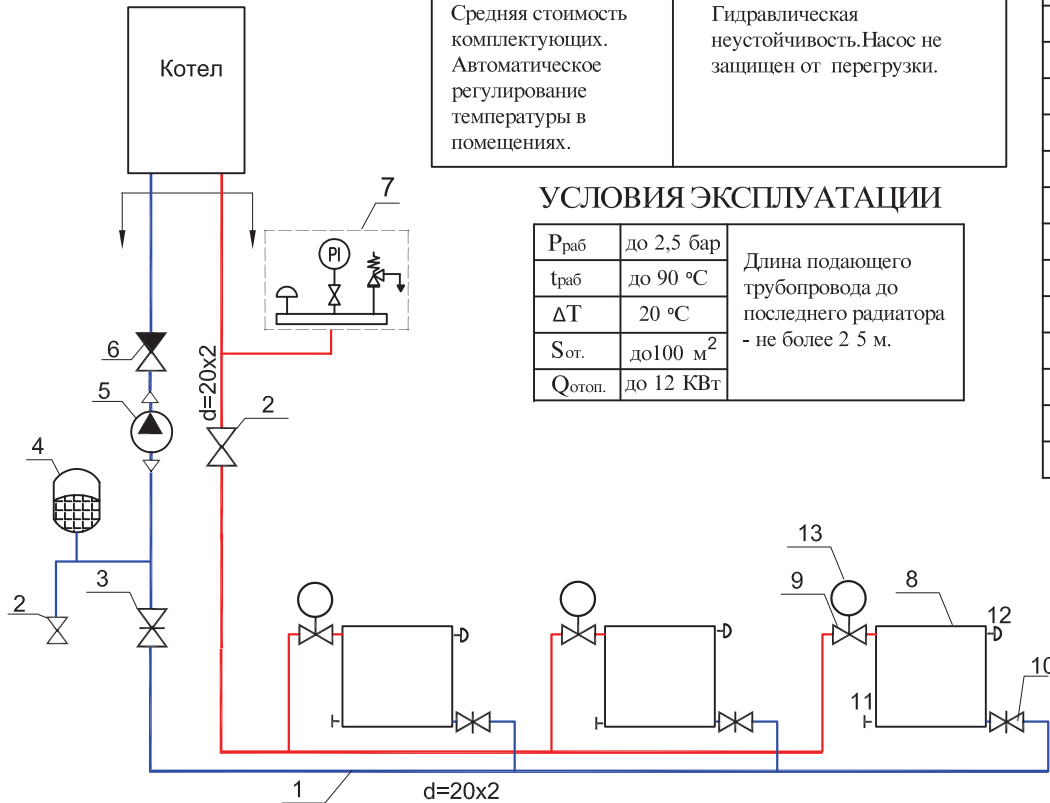 Средняя стоимость
комплектующих.
Автоматическое
регулирование
температуры в
помещениях.
Гидравлическая
неустойчивость.Насос не
защищен от перегрузки.
Котел
УСЛОВИЯ ЭКСПЛУАТАЦИИ
Pраб до 2,5 бар
tраб до 90 °C
ΔT 20 °C
Sот. до100 м²
Qотоп. до 12 КВт
Длина подающего
трубопровода до
последнего радиатора
- не более 2 5 м.
7
PI
6
5
d=20x2
2
4
3
2
13
9
8
12
10
11
1
d=20x2